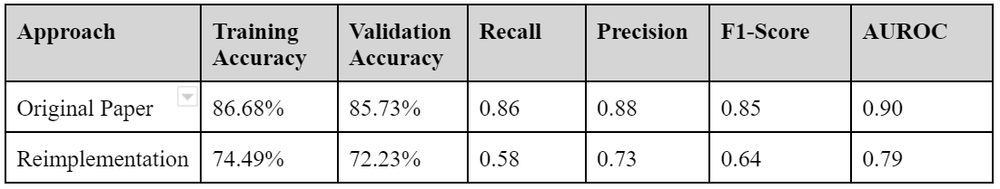 Approach Training Accuracy Validation Accuracy Recall Precision F1-Score AUROC
Original Paper 86.68% 85.73% 0.86 0.88 0.85 0.90
Reimplementation 74.49% 72.23% 0.58 0.73 0.64 0.79